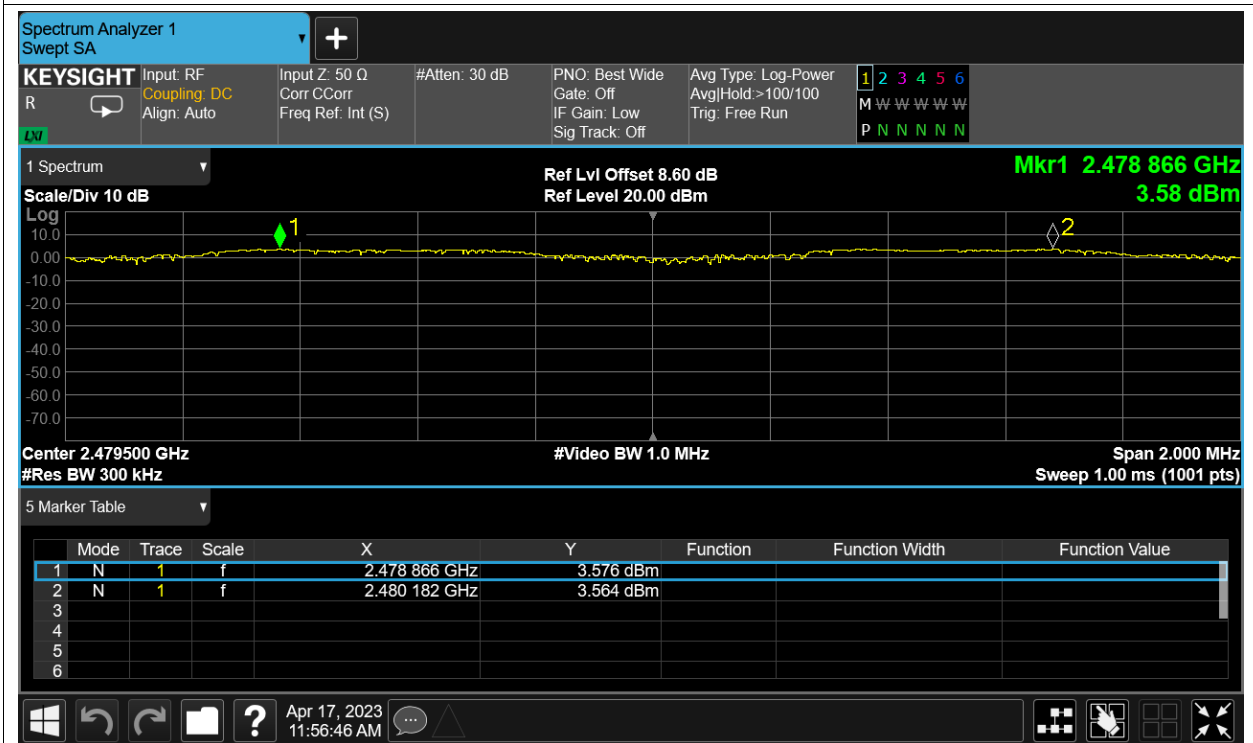 Spectrum Analyzer 1
Swept SA
KEYSIGHT
R
LXI
Input: RF
Coupling: DC
Align: Auto
Input Z: 50 Ω
Corr CCorr
Freq Ref: Int (S)
#Atten: 30 dB
PNO: Best Wide
Gate: Off
IF Gain: Low
Sig Track: Off
Avg Type: Log-Power
Avg|Hold:>100/100
Trig: Free Run
1 2 3 4 5 6
M W W W W W
P N N N N N
1 Spectrum
Scale/Div 10 dB
Ref Lvl Offset 8.60 dB
Ref Level 20.00 dBm
Mkr1 2.478 866 GHz
3.58 dBm
Log
10.0
0.00
-10.0
-20.0
-30.0
-40.0
-50.0
-60.0
-70.0
1
2
Center 2.479500 GHz
#Res BW 300 kHz
#Video BW 1.0 MHz
Span 2.000 MHz
Sweep 1.00 ms (1001 pts)
5 Marker Table
Mode Trace Scale X Y Function Function Width Function Value
1 N 1 f 2.478 866 GHz 3.576 dBm
2 N 1 f 2.480 182 GHz 3.564 dBm
3
4
5
6
?
Apr 17, 2023
11:56:46 AM